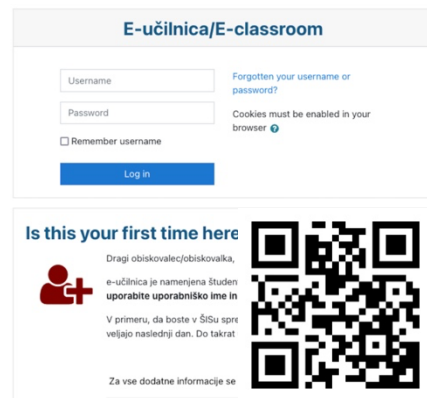 E-učilnica/E-classroom
Username
Forgotten your username or
password?
Password
Cookies must be enabled in your
browser
Remember username
Log in
Is this your first time here
Dragi obiskovalec/obiskovalka,
e-učilnica je namenjena študen
uporabite uporabniško ime in
V primeru, da boste v ŠISu spre
veljajo naslednji dan. Do takrat
Za vse dodatne informacije se